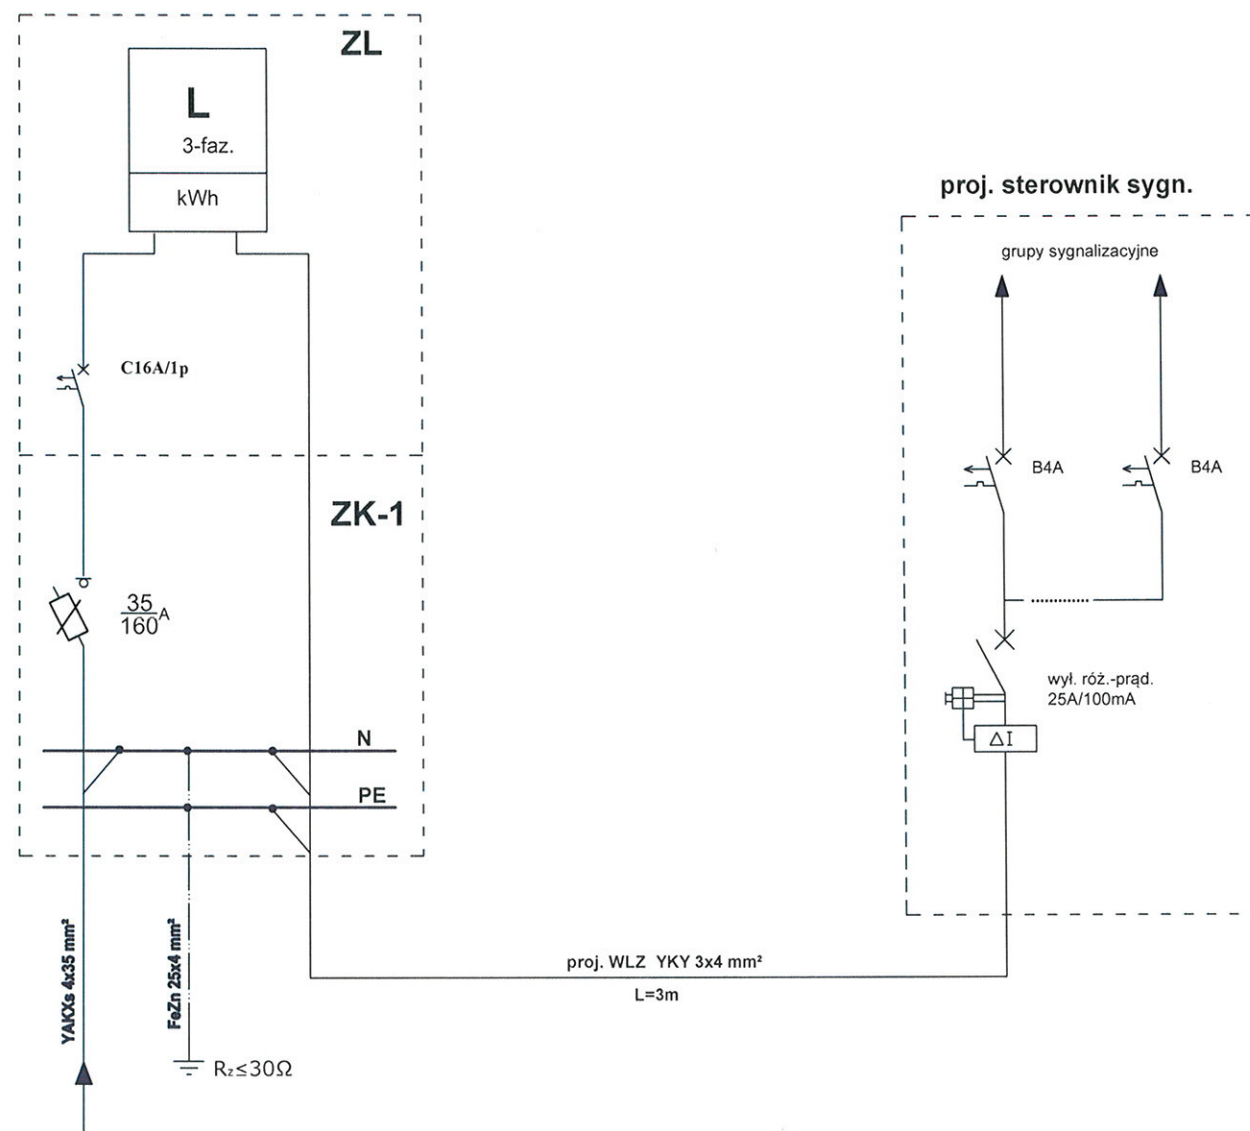 ZL
L
3-faz.
kWh
C16A/1p
ZK-1
35
160 A
N
PE
YAKXs 4x35 mm²
FeZn 25x4 mm²
Rz≤30Ω
proj. WLZ YKY 3x4 mm²
L=3m
proj. sterownik sygn.
grupy sygnalizacyjne
B4A
B4A
wył. róż.-prąd.
25A/100mA
ΔI